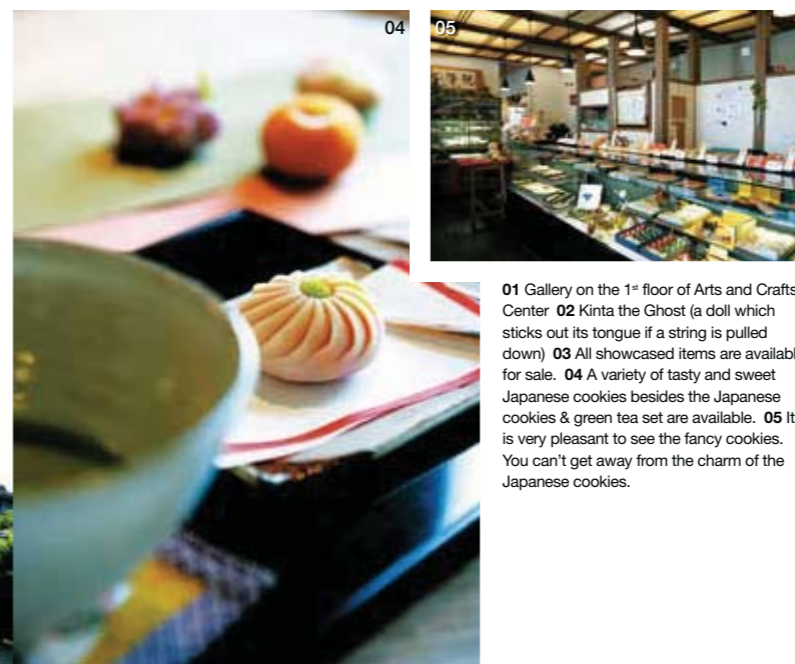 04
05
01 Gallery on the 1st floor of Arts and Crafts
Center 02 Kinta the Ghost (a doll which
sticks out its tongue if a string is pulled
down) 03 All showcased items are availabl
for sale. 04 A variety of tasty and sweet
Japanese cookies besides the Japanese
cookies & green tea set are available. 05 It
is very pleasant to see the fancy cookies.
You can't get away from the charm of the
Japanese cookies.